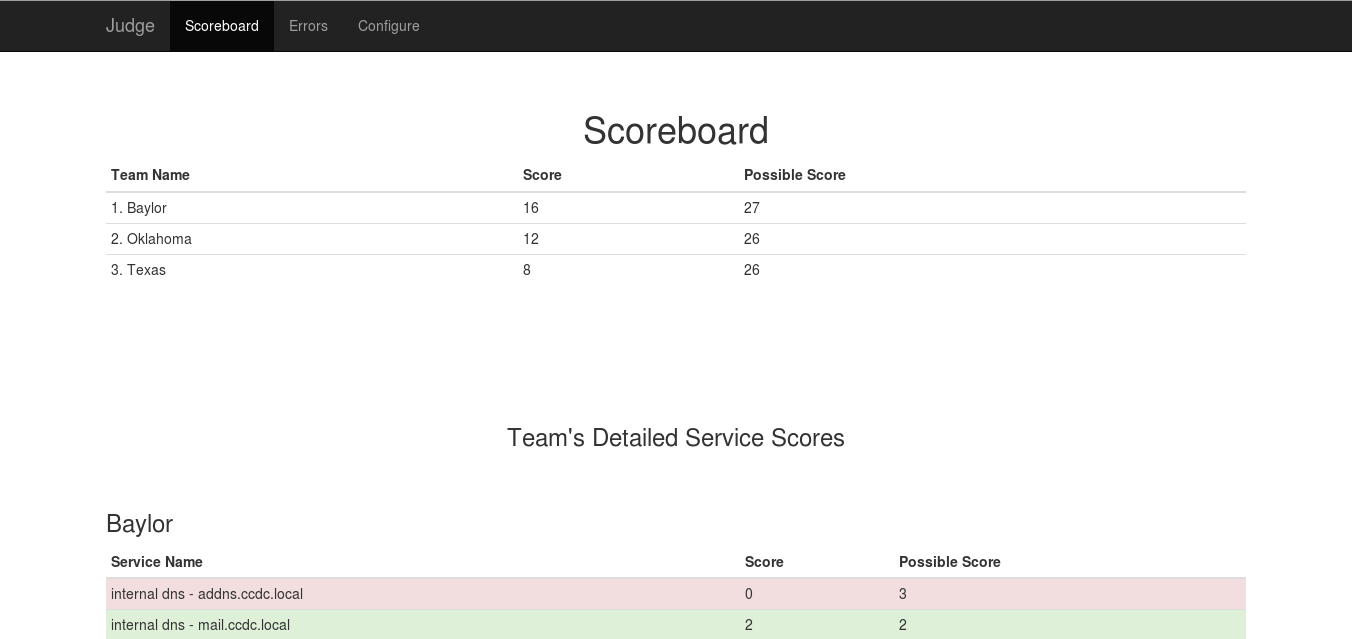 Judge Scoreboard Errors Configure
Scoreboard
Team Name Score Possible Score
1. Baylor 16 27
2. Oklahoma 12 26
3. Texas 8 26
Team's Detailed Service Scores
Baylor
Service Name Score Possible Score
internal dns - addns.ccdc.local 0 3
internal dns - mail.ccdc.local 2 2